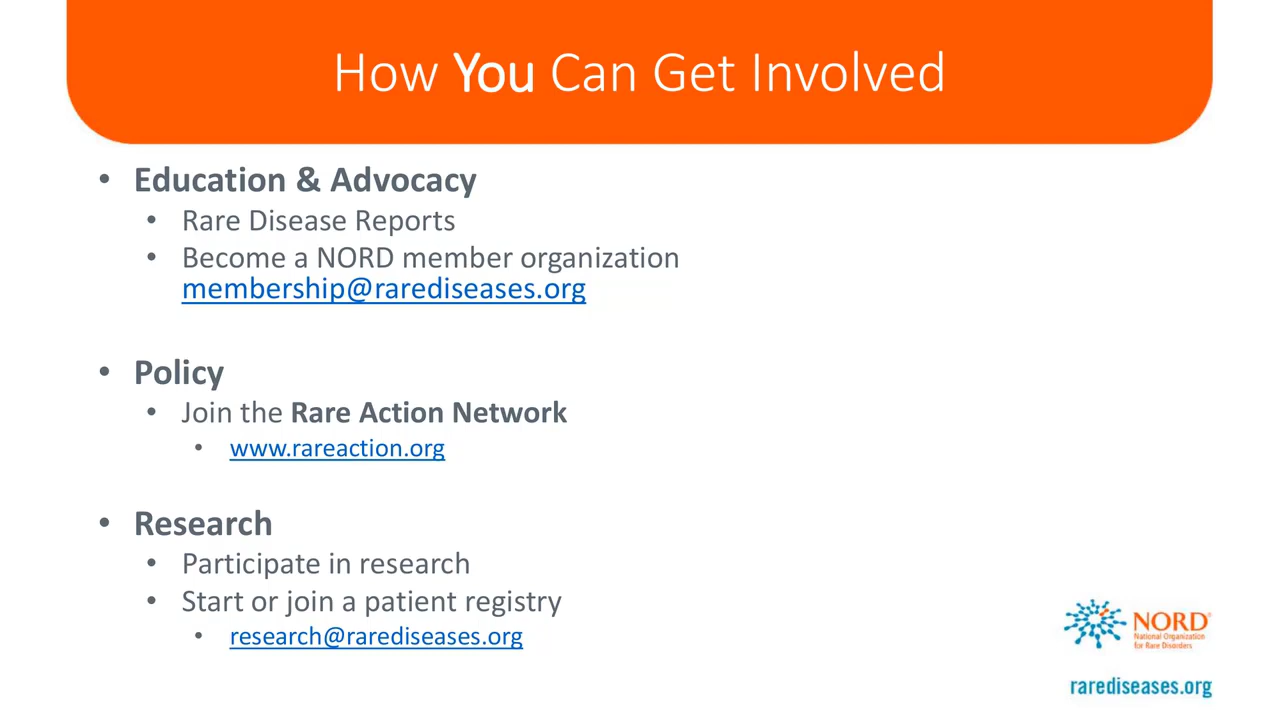 How You Can Get Involved
• Education & Advocacy
• Rare Disease Reports
• Become a NORD member organization
membership@rarediseases.org
• Policy
• Join the Rare Action Network
• www.rareaction.org
• Research
• Participate in research
• Start or join a patient registry
• research@rarediseases.org
NORD®
National Organization
for Rare Disorders
rarediseases.org